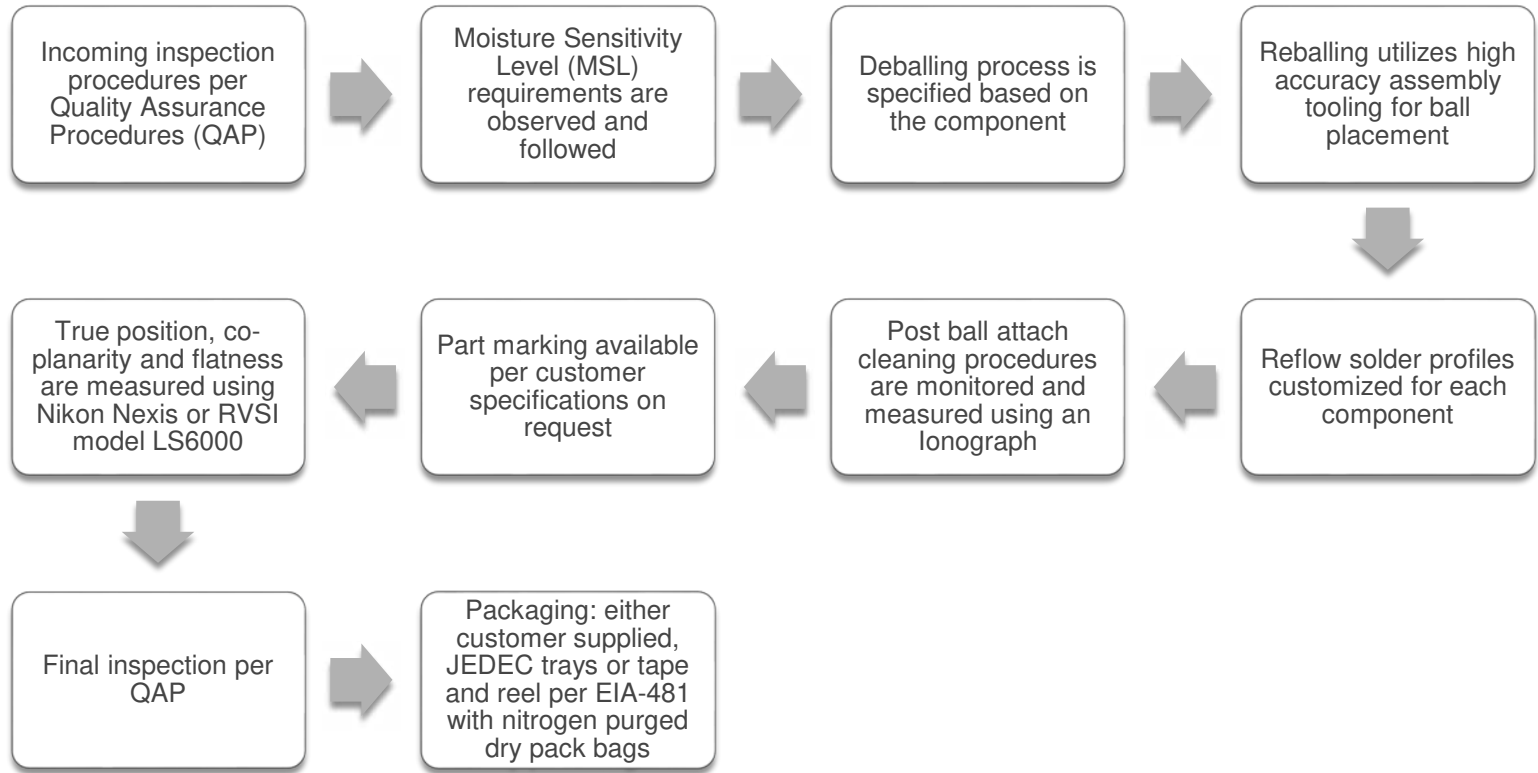 Incoming inspection
procedures per
Quality Assurance
Procedures (QAP)
Moisture Sensitivity
Level (MSL)
requirements are
observed and
followed
Deballing process is
specified based on
the component
Reballing utilizes high
accuracy assembly
tooling for ball
placement
Reflow solder profiles
customized for each
component
Post ball attach
cleaning procedures
are monitored and
measured using an
Ionograph
Part marking available
per customer
specifications on
request
True position, co-
planarity and flatness
are measured using
Nikon Nexis or RVSI
model LS6000
Final inspection per
QAP
Packaging: either
customer supplied,
JEDEC trays or tape
and reel per EIA-481
with nitrogen purged
dry pack bags